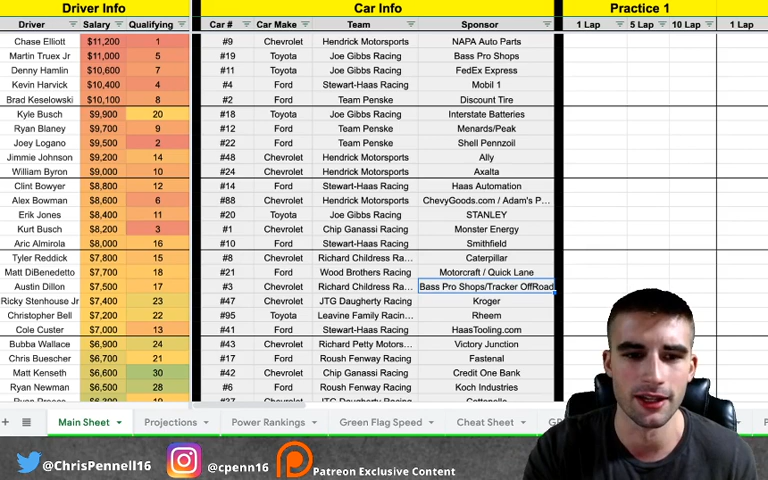 Driver Info Car Info Practice 1
Driver Salary Qualifying Car # Car Make Team Sponsor 1 Lap 5 Lap 10 Lap 1 Lap
Chase Elliott $11,200 1 #9 Chevrolet Hendrick Motorsports NAPA Auto Parts
Martin Truex Jr $11,000 5 #19 Toyota Joe Gibbs Racing Bass Pro Shops
Denny Hamlin $10,600 7 #11 Toyota Joe Gibbs Racing FedEx Express
Kevin Harvick $10,400 4 #4 Ford Stewart-Haas Racing Mobil 1
Brad Keselowski $10,100 8 #2 Ford Team Penske Discount Tire
Kyle Busch $9,900 20 #18 Toyota Joe Gibbs Racing Interstate Batteries
Ryan Blaney $9,700 9 #12 Ford Team Penske Menards/Peak
Joey Logano $9,500 2 #22 Ford Team Penske Shell Pennzoil
Jimmie Johnson $9,200 14 #48 Chevrolet Hendrick Motorsports Ally
William Byron $9,000 10 #24 Chevrolet Hendrick Motorsports Axalta
Clint Bowyer $8,800 12 #14 Ford Stewart-Haas Racing Haas Automation
Alex Bowman $8,600 6 #88 Chevrolet Hendrick Motorsports ChevyGoods.com / Adam's P...
Erik Jones $8,400 11 #20 Toyota Joe Gibbs Racing STANLEY
Kurt Busch $8,200 3 #1 Chevrolet Chip Ganassi Racing Monster Energy
Aric Almirola $8,000 16 #10 Ford Stewart-Haas Racing Smithfield
Tyler Reddick $7,800 15 #8 Chevrolet Richard Childress Ra... Caterpillar
Matt DiBenedetto $7,700 18 #21 Ford Wood Brothers Racing Motorcraft / Quick Lane
Austin Dillon $7,500 17 #3 Chevrolet Richard Childress Ra... Bass Pro Shops/Tracker OffRoad
Ricky Stenhouse Jr $7,400 23 #47 Chevrolet JTG Daugherty Racing Kroger
Christopher Bell $7,200 22 #95 Toyota Leavine Family Racin... Rheem
Cole Custer $7,000 13 #41 Ford Stewart-Haas Racing HaasTooling.com
Bubba Wallace $6,900 24 #43 Chevrolet Richard Petty Motors... Victory Junction
Chris Buescher $6,700 21 #17 Ford Roush Fenway Racing Fastenal
Matt Kenseth $6,600 30 #42 Chevrolet Chip Ganassi Racing Credit One Bank
Ryan Newman $6,500 28 #6 Ford Roush Fenway Racing Koch Industries
Main Sheet Projections Power Rankings Green Flag Speed Cheat Sheet
@ChrisPennell16 @cpenn16 Patreon Exclusive Content